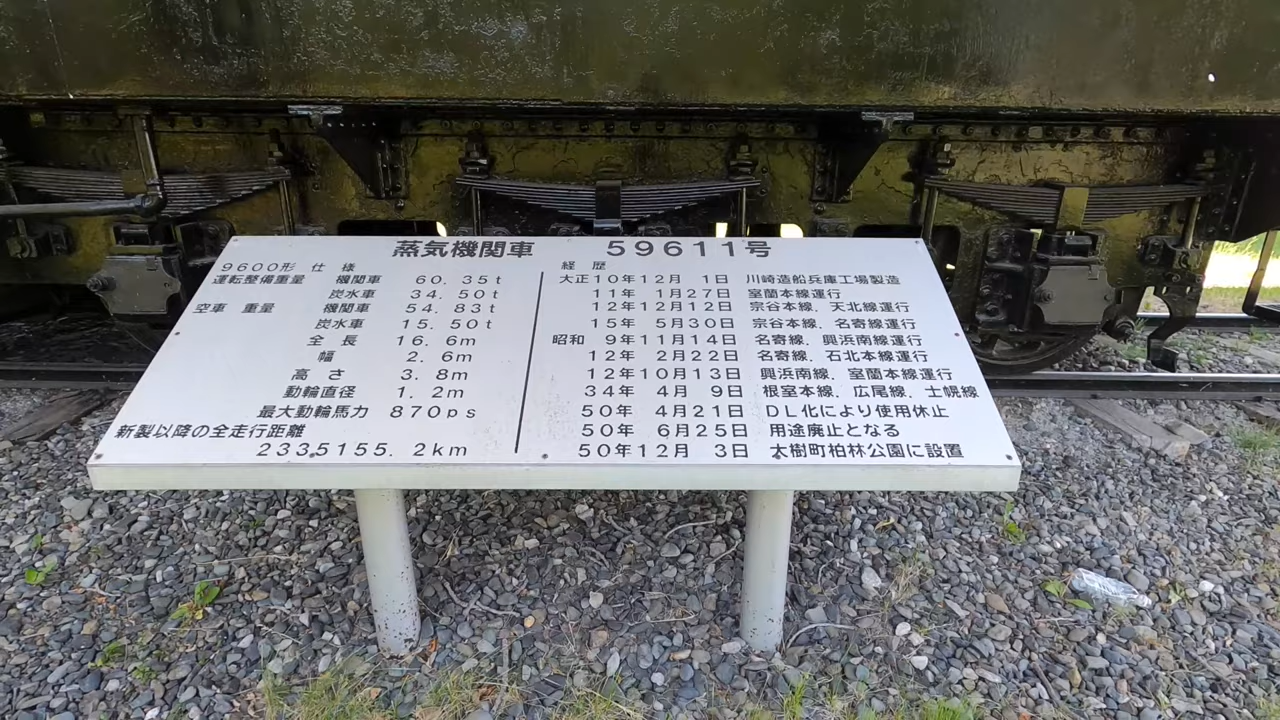 蒸気機関車 59611号
9600形 仕様
運転整備重量 機関車 60.35t
炭水車 34.50t
空車 重量 機関車 54.83t
炭水車 15.50t
全長 16.6m
幅 2.6m
高さ 3.8m
動輪直径 1.2m
最大動輪馬力 870ps
新製以降の全走行距離
2335155.2km
経歴
大正10年12月 1日 川崎造船兵庫工場製造
11年 1月27日 室蘭本線運行
12年12月12日 宗谷本線.天北線運行
15年 5月30日 宗谷本線.名寄線運行
昭和 9年11月14日 名寄線.興浜南線運行
12年 2月22日 名寄線.石北本線運行
12年10月13日 興浜南線.室蘭本線運行
34年 4月 9日 根室本線.広尾線.士幌線
50年 4月21日 DL化により使用休止
50年 6月25日 用途廃止となる
50年12月 3日 大樹町柏林公園に設置